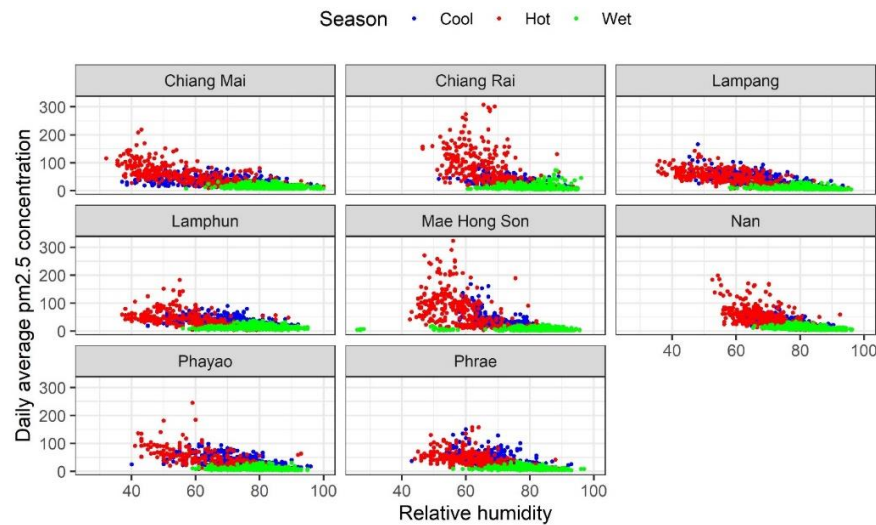 Season Cool Hot Wet
Chiang Mai Chiang Rai Lampang
300
200
100
0
Lamphun Mae Hong Son Nan
300
200
100
0
40 60 80 100
Phayao Phrae
300
200
100
0
40 60 80 100 40 60 80 100
Daily average pm2.5 concentration
Relative humidity